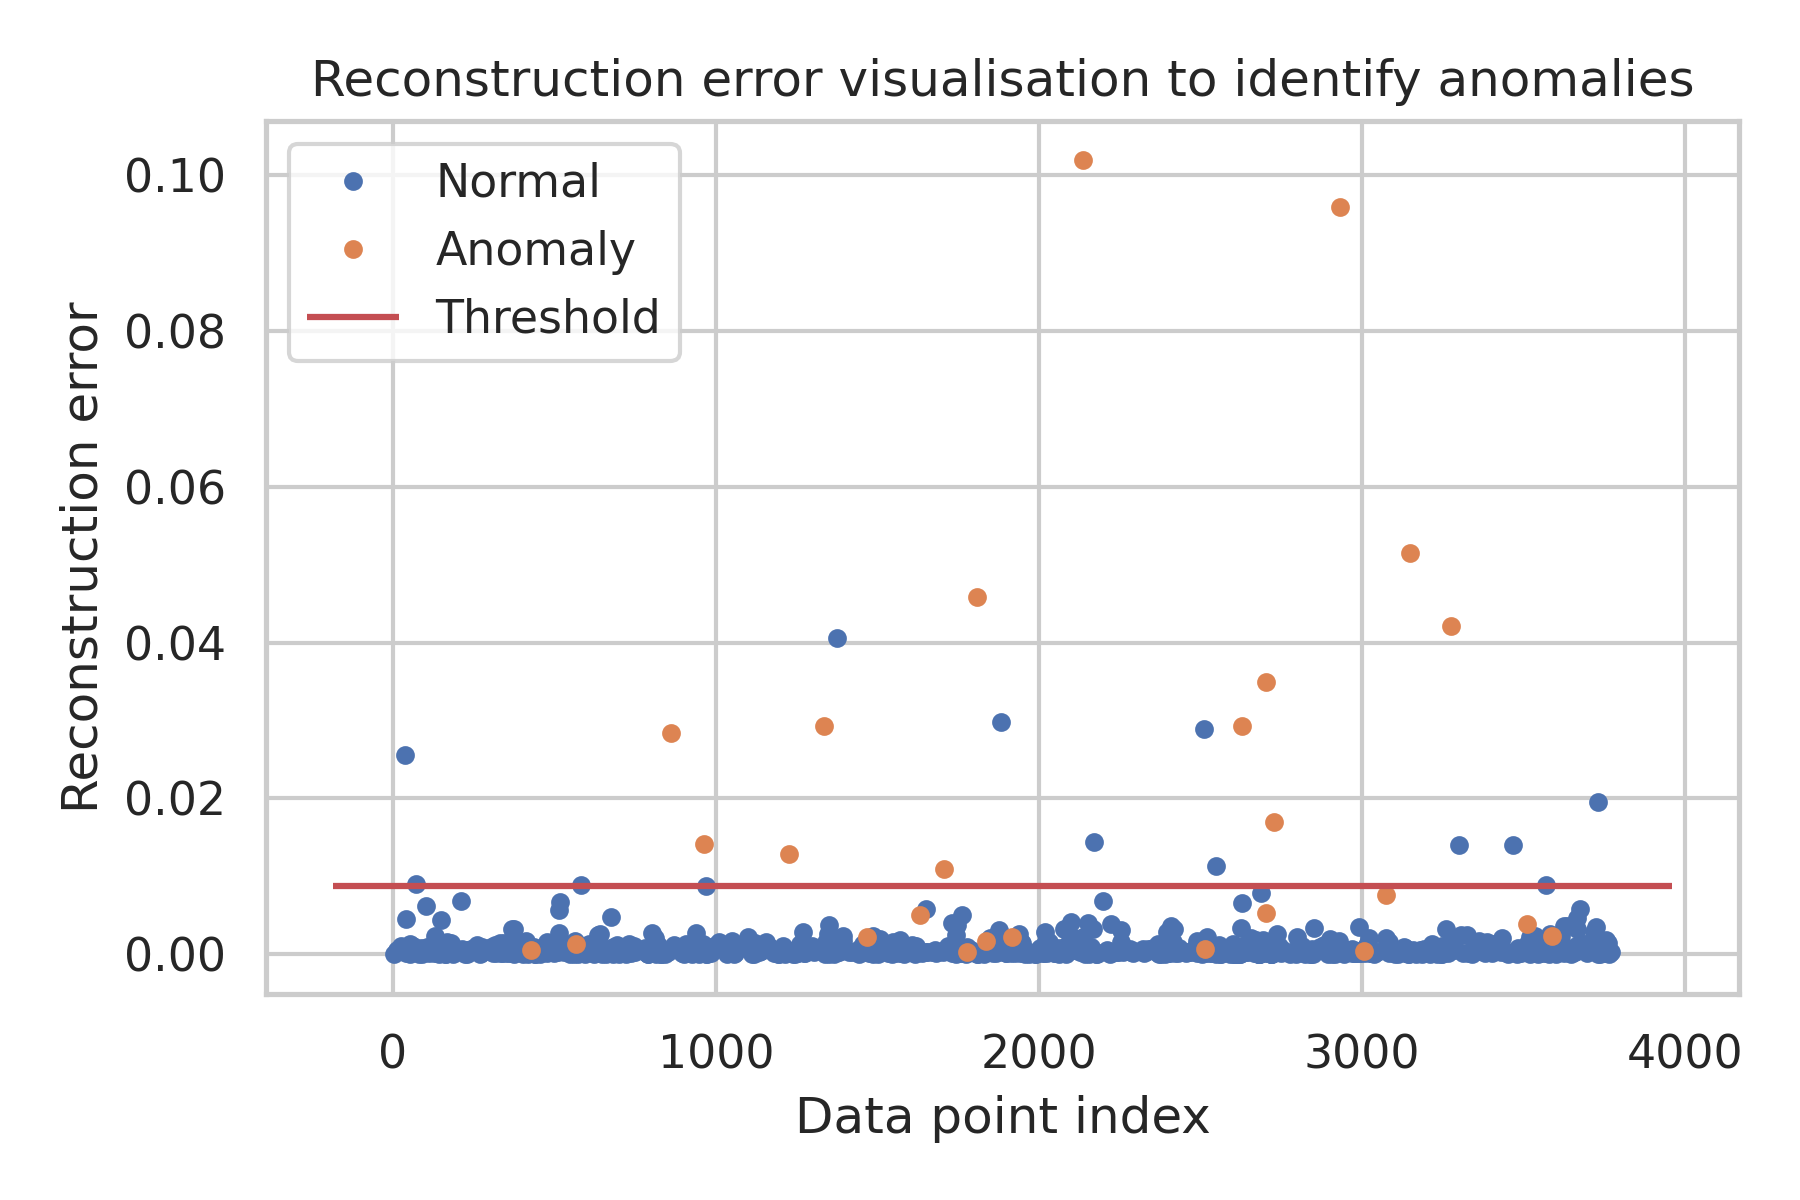 Reconstruction error visualisation to identify anomalies
Normal
Anomaly
Threshold
Reconstruction error
0.10
0.08
0.06
0.04
0.02
0.00
0 1000 2000 3000 4000
Data point index